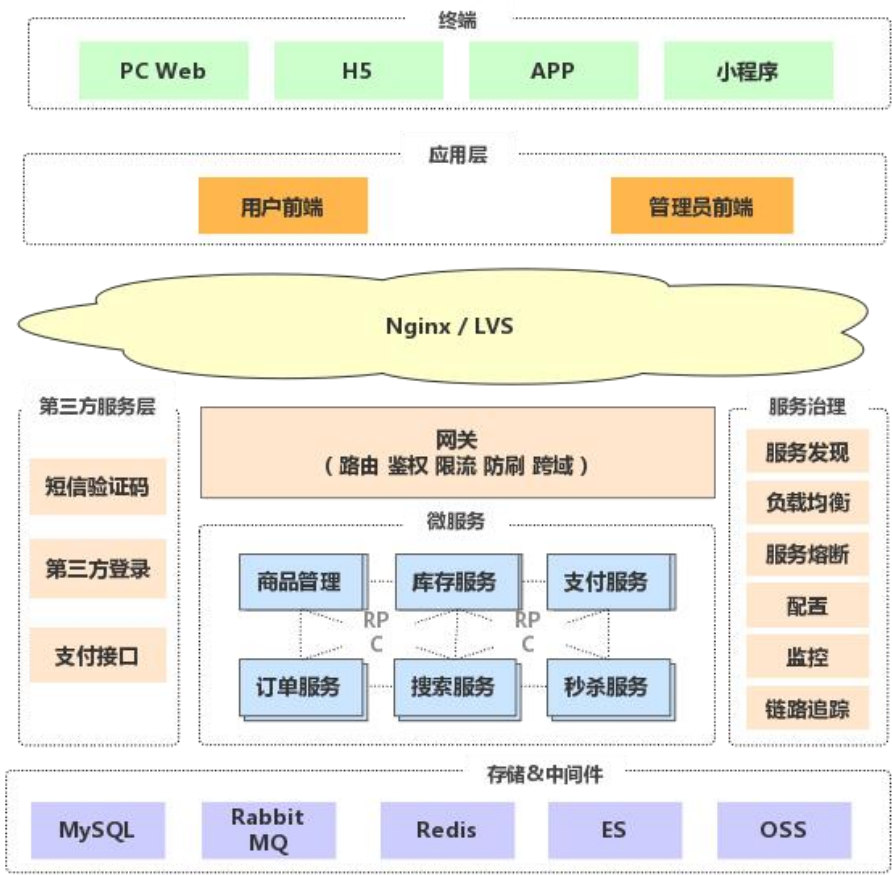 终端
PC Web
H5
APP
小程序
应用层
用户前端
管理员前端
Nginx / LVS
第三方服务层
短信验证码
第三方登录
支付接口
网关
（ 路由 鉴权 限流 防刷 跨域 ）
微服务
商品管理
库存服务
支付服务
RP
C
RP
C
订单服务
搜索服务
秒杀服务
服务治理
服务发现
负载均衡
服务熔断
配置
监控
链路追踪
存储&中间件
MySQL
Rabbit
MQ
Redis
ES
OSS